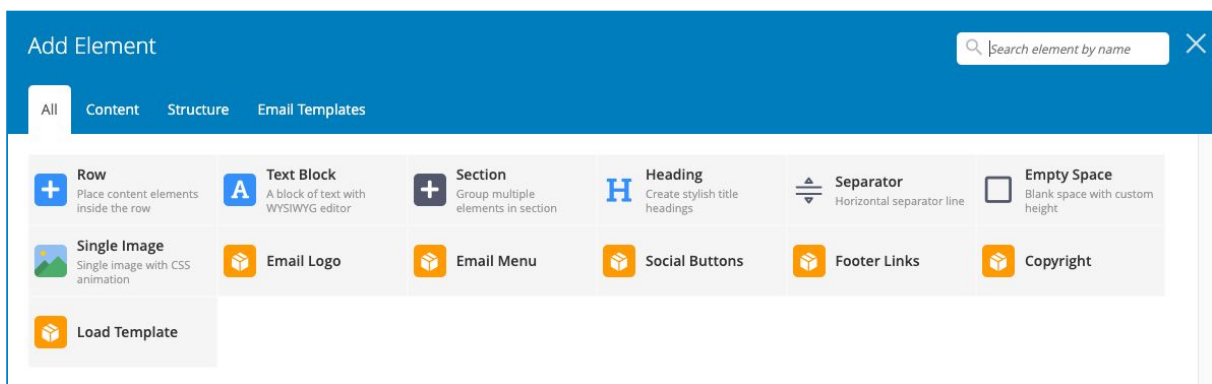 Add Element
Search element by name
All
Content
Structure
Email Templates
Row
Place content elements
inside the row
Text Block
A block of text with
WYSIWYG editor
Section
Group multiple
elements in section
Heading
Create stylish title
headings
Separator
Horizontal separator line
Empty Space
Blank space with custom
height
Single Image
Single image with CSS
animation
Email Logo
Email Menu
Social Buttons
Footer Links
Copyright
Load Template